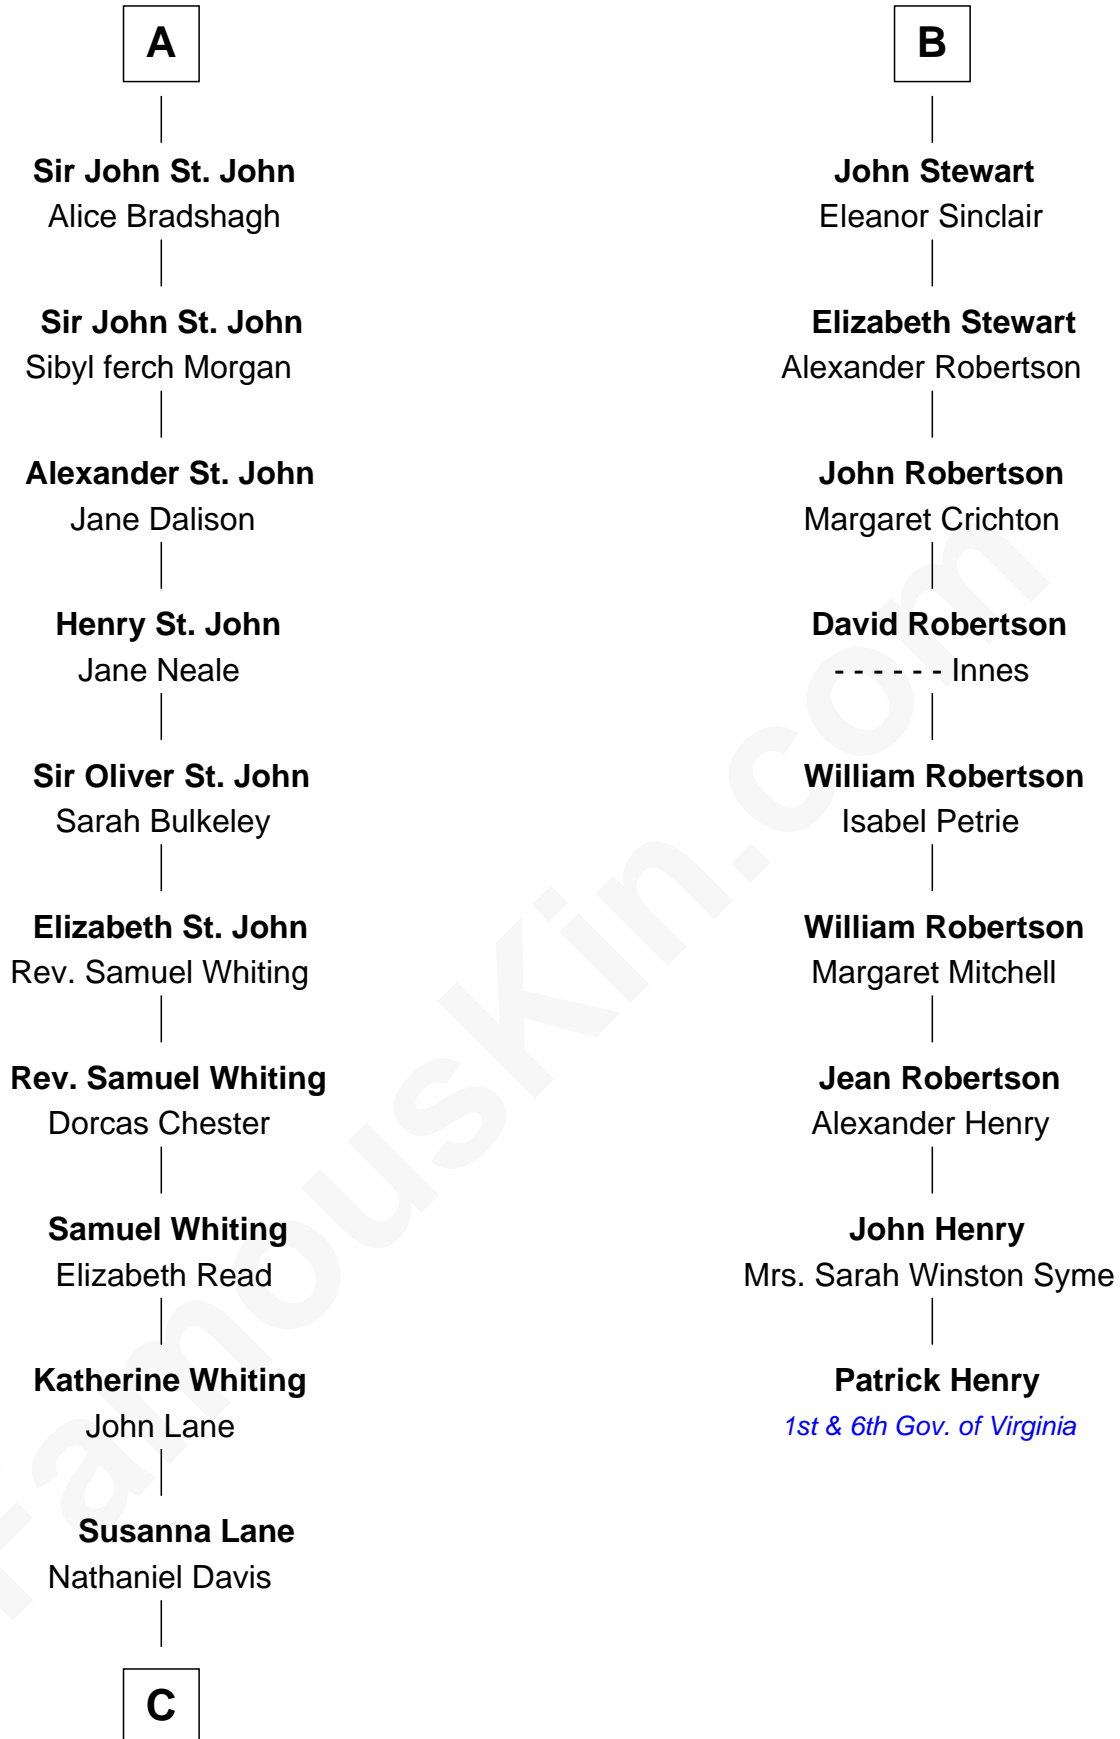 A
Sir John St. John
Alice Bradshagh
Sir John St. John
Sibyl ferch Morgan
Alexander St. John
Jane Dalison
Henry St. John
Jane Neale
Sir Oliver St. John
Sarah Bulkeley
Elizabeth St. John
Rev. Samuel Whiting
Rev. Samuel Whiting
Dorcas Chester
Samuel Whiting
Elizabeth Read
Katherine Whiting
John Lane
Susanna Lane
Nathaniel Davis
C
B
John Stewart
Eleanor Sinclair
Elizabeth Stewart
Alexander Robertson
John Robertson
Margaret Crichton
David Robertson
- - - - - - Innes
William Robertson
Isabel Petrie
William Robertson
Margaret Mitchell
Jean Robertson
Alexander Henry
John Henry
Mrs. Sarah Winston Syme
Patrick Henry
1st & 6th Gov. of Virginia
FamousKin.com